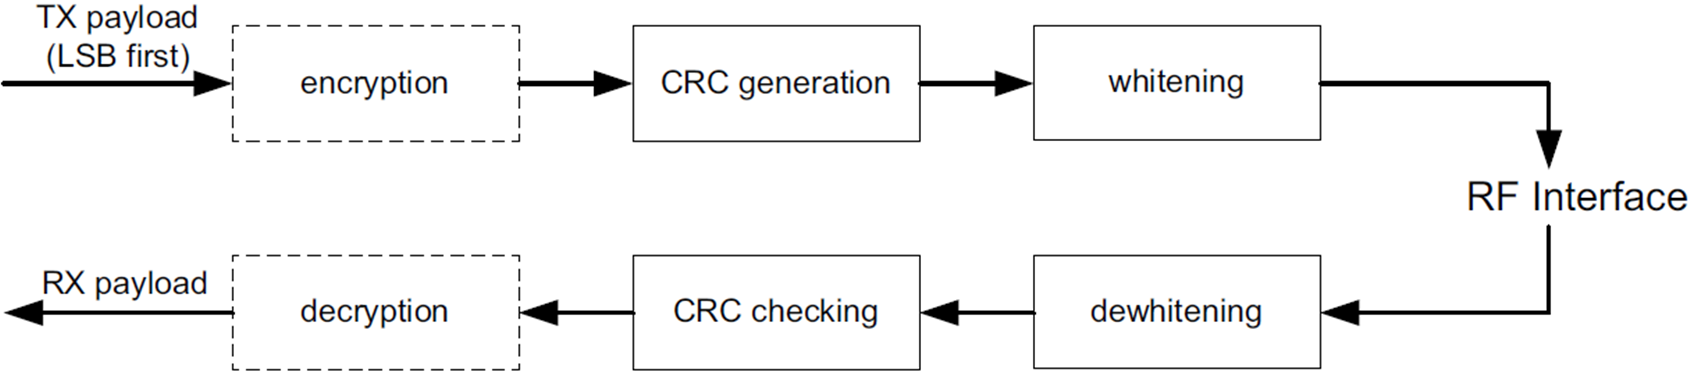 TX payload
(LSB first)
encryption
CRC generation
whitening
RF Interface
RX payload
decryption
CRC checking
dewhitening